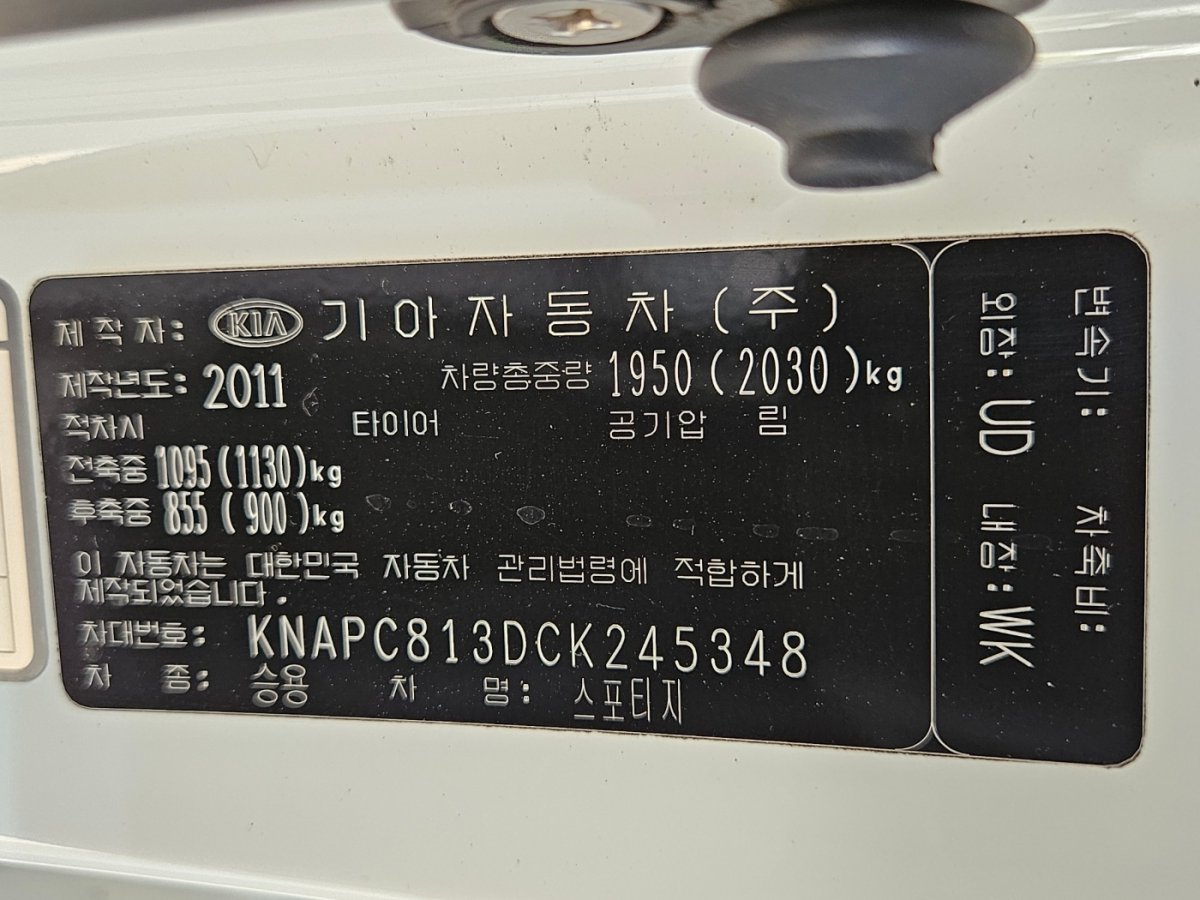 제작자: KIA 기아자동차(주)
제작년도: 2011 차량총중량 1950(2030)kg
적차시 타이어 공기압 림
전축중 1095(1130)kg
후축중 855(900)kg
이 자동차는 대한민국 자동차 관리법령에 적합하게
제작되었습니다.
차대번호: KNAPC813DCK245348
차 종: 승용 차 명: 스포티지
변속기: 차축비:
외장: UD 내장: WK